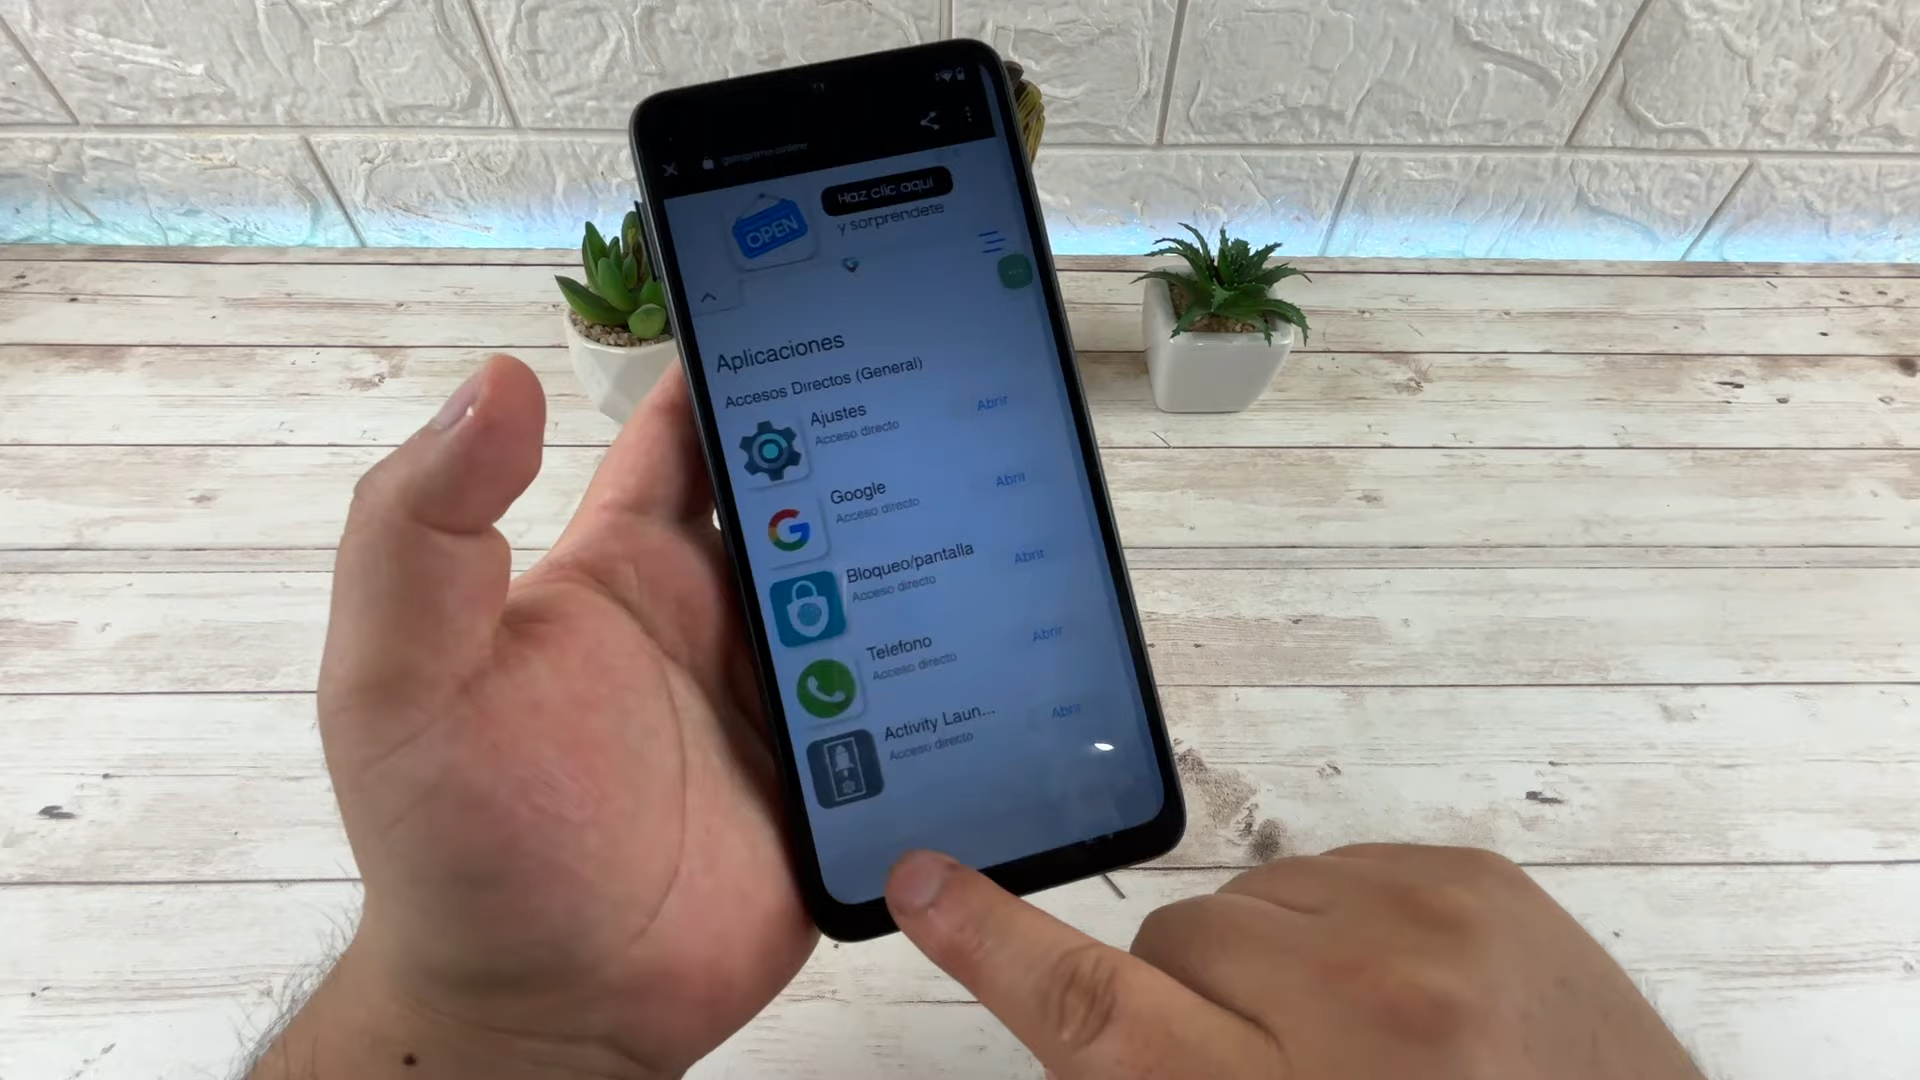 Haz clic aquí
y sorpréndete
OPEN
Aplicaciones
Accesos Directos (General)
Ajustes
Acceso directo
Abrir
Google
Acceso directo
Abrir
Bloqueo/pantalla
Acceso directo
Abrir
Telefono
Acceso directo
Abrir
Activity Laun...
Acceso directo
Abrir